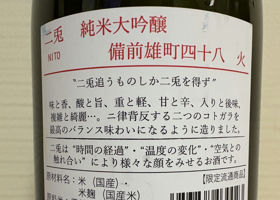 二兎
NITO
純米大吟醸
備前雄町四十八 火
"二兎追うものしか二兎を得ず"
味と香、酸と旨、重と軽、甘と辛、入りと後味、
複雑と綺麗…。ニ律背反する二つのコトガラを
最高のバランス味わいになるように造りました。
二兎は"時間の経過"・"温度の変化"・"空気との
触れ合い"により様々な顔をみせるお酒です。
原材料名:米(国産)・
米麹(国産米)
【限定流通商品】